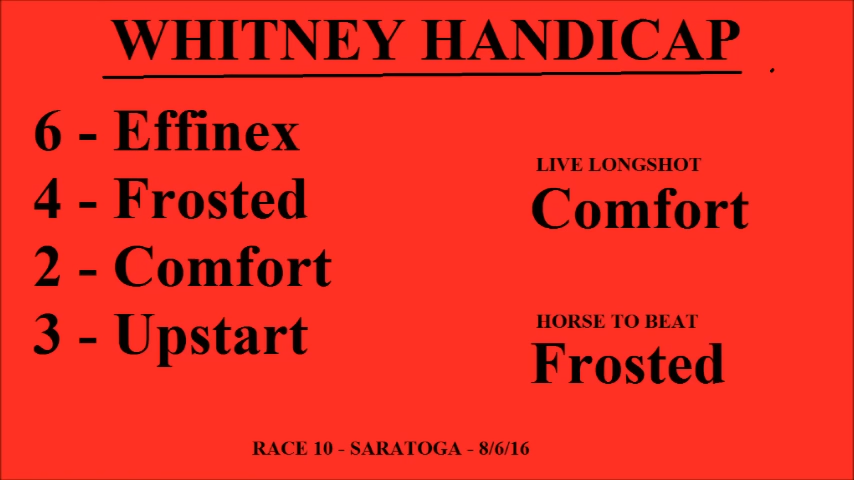 WHITNEY HANDICAP
6 - Effinex
4 - Frosted
2 - Comfort
3 - Upstart
LIVE LONGSHOT
Comfort
HORSE TO BEAT
Frosted
RACE 10 - SARATOGA - 8/6/16